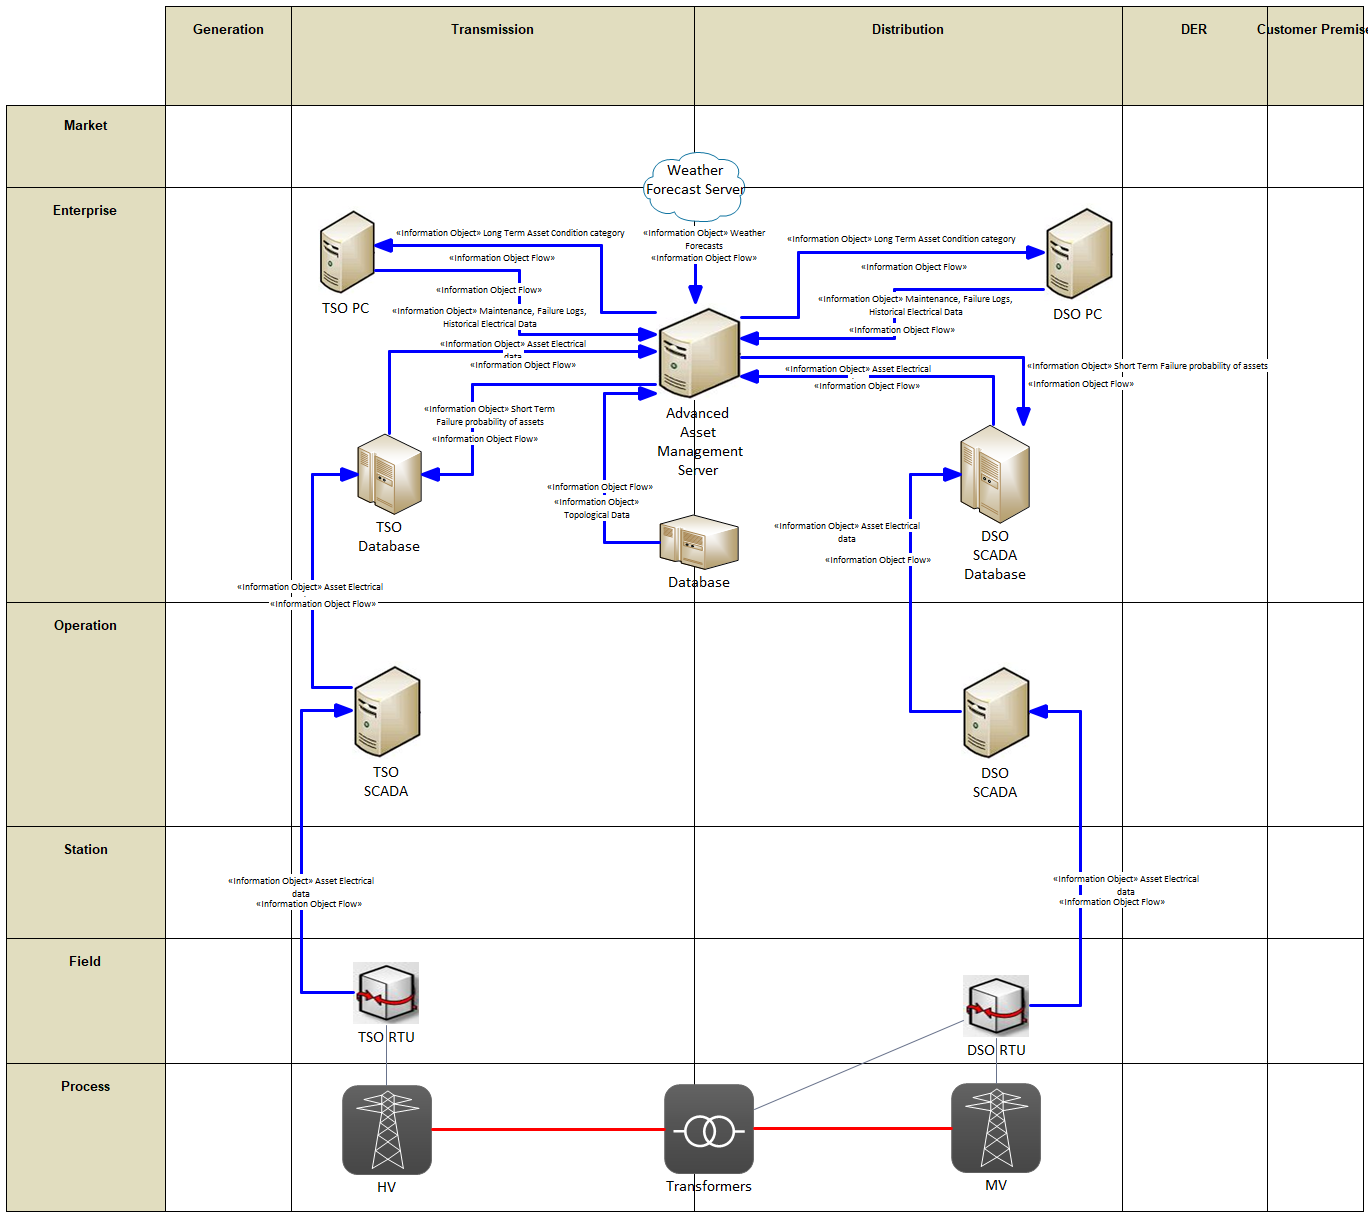 Generation
Transmission
Distribution
DER
Customer Premise
Market
Weather
Forecast Server
Enterprise
«Information Object» Long Term Asset Condition category
«Information Object Flow»
«Information Object» Weather
Forecasts
«Information Object Flow»
«Information Object» Long Term Asset Condition category
«Information Object Flow»
TSO PC
«Information Object Flow»
«Information Object» Maintenance, Failure Logs,
Historical Electrical Data
«Information Object» Maintenance, Failure Logs,
Historical Electrical Data
«Information Object Flow»
DSO PC
«Information Object» Asset Electrical
data
«Information Object Flow»
«Information Object» Asset Electrical
«Information Object Flow»
«Information Object» Short Term Failure probability of assets
«Information Object Flow»
«Information Object» Short Term
Failure probability of assets
«Information Object Flow»
Advanced
Asset
Management
Server
«Information Object Flow»
«Information Object»
Topological Data
TSO
Database
Database
«Information Object» Asset Electrical
data
«Information Object Flow»
DSO
SCADA
Database
«Information Object» Asset Electrical
«Information Object Flow»
Operation
TSO
SCADA
DSO
SCADA
Station
«Information Object» Asset Electrical
data
«Information Object Flow»
«Information Object» Asset Electrical
data
«Information Object Flow»
Field
TSO RTU
DSO RTU
Process
HV
Transformers
MV